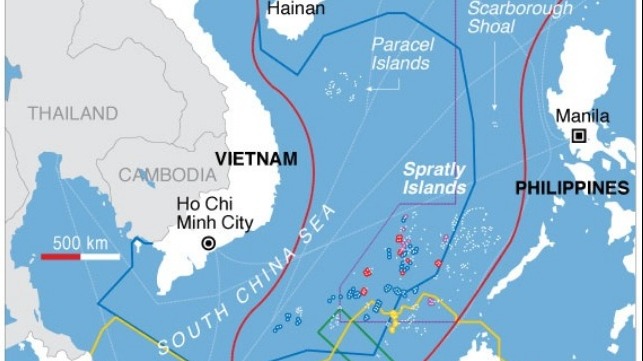 Hainan
Scarborough
Shoal
Paracel
Islands
THAILAND
Manila
VIETNAM
CAMBODIA
Spratly
Islands
PHILIPPINES
Ho Chi
Minh City
500 km
SOUTH CHINA SEA